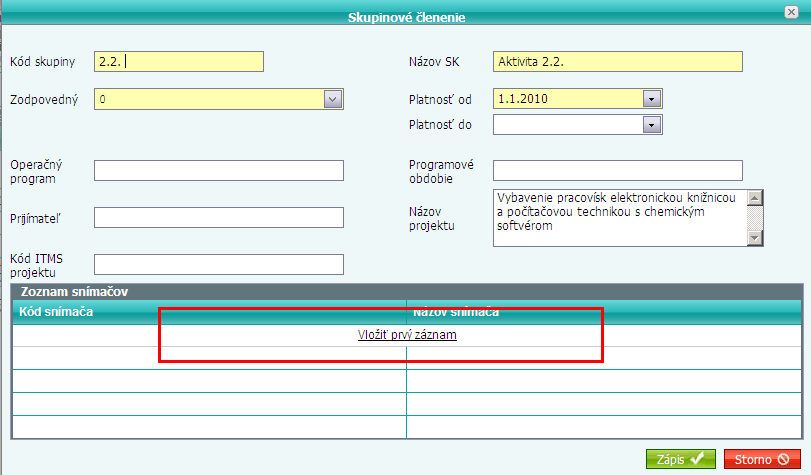 Skupinové členenie
Kód skupiny 2.2. Názov SK Aktivita 2.2.
Zodpovedný 0 Platnosť od 1.1.2010
Platnosť do
Operačný program Programové obdobie
Prijímateľ Názov projektu
Vybavenie pracovísk elektronickou knižnicou
a počítačovou technikou s chemickým
softvérom
Kód ITMS
projektu
Zoznam snímačov
Kód snímača Názov snímača
Vložiť prvý záznam
Zápis Storno